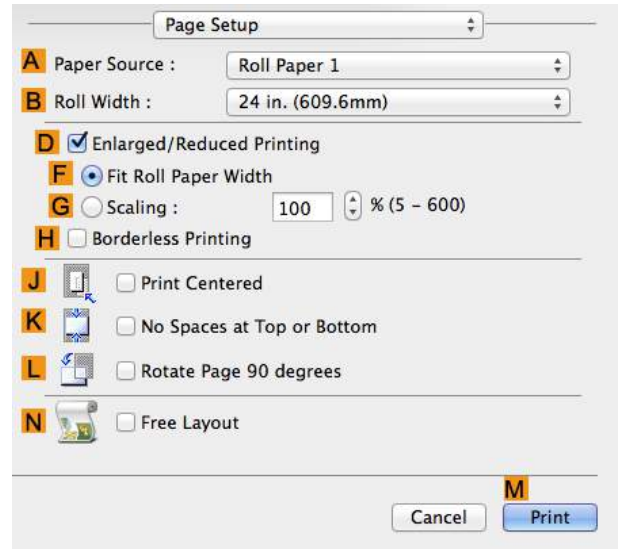 Page Setup
A Paper Source : Roll Paper 1
B Roll Width : 24 in. (609.6mm)
D Enlarged/Reduced Printing
F Fit Roll Paper Width
G Scaling : 100 % (5 - 600)
H Borderless Printing
J Print Centered
K No Spaces at Top or Bottom
L Rotate Page 90 degrees
N Free Layout
M
Cancel Print